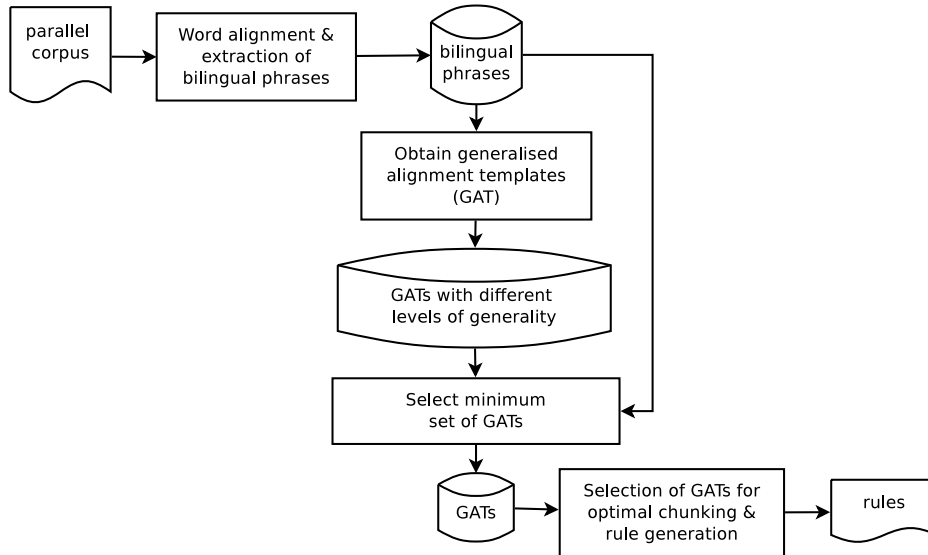 parallel
corpus
Word alignment &
extraction of
bilingual phrases
bilingual
phrases
Obtain generalised
alignment templates
(GAT)
GATs with different
levels of generality
Select minimum
set of GATs
GATs
Selection of GATs for
optimal chunking &
rule generation
rules